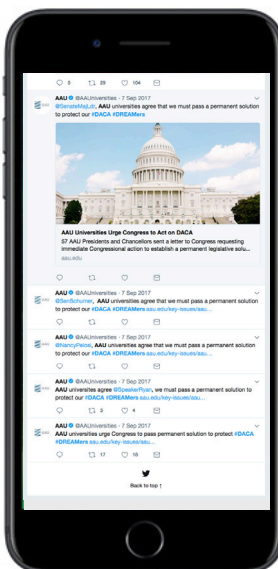 5 29 104
AAU @AAUniversities · 7 Sep 2017
@SenateMajLdr, AAU universities agree that we must pass a permanent solution
to protect our #DACA #DREAMers
AAU Universities Urge Congress to Act on DACA
57 AAU Presidents and Chancellors sent a letter to Congress requesting
immediate Congressional action to establish a permanent legislative solu...
aau.edu
AAU @AAUniversities · 7 Sep 2017
@SenSchumer, AAU universities agree that we must pass a permanent solution
to protect our #DACA #DREAMers aau.edu/key-issues/aau...
AAU @AAUniversities · 7 Sep 2017
@NancyPelosi, AAU universities agree that we must pass a permanent solution
to protect our #DACA #DREAMers aau.edu/key-issues/aau...
AAU @AAUniversities · 7 Sep 2017
AAU universities agree @SpeakerRyan, we must pass a permanent solution to
protect our #DACA #DREAMers aau.edu/key-issues/aau...
3 4
AAU @AAUniversities · 7 Sep 2017
AAU universities urge Congress to pass permanent solution to protect #DACA
#DREAMers aau.edu/key-issues/aau...
17 18
Back to top ↑